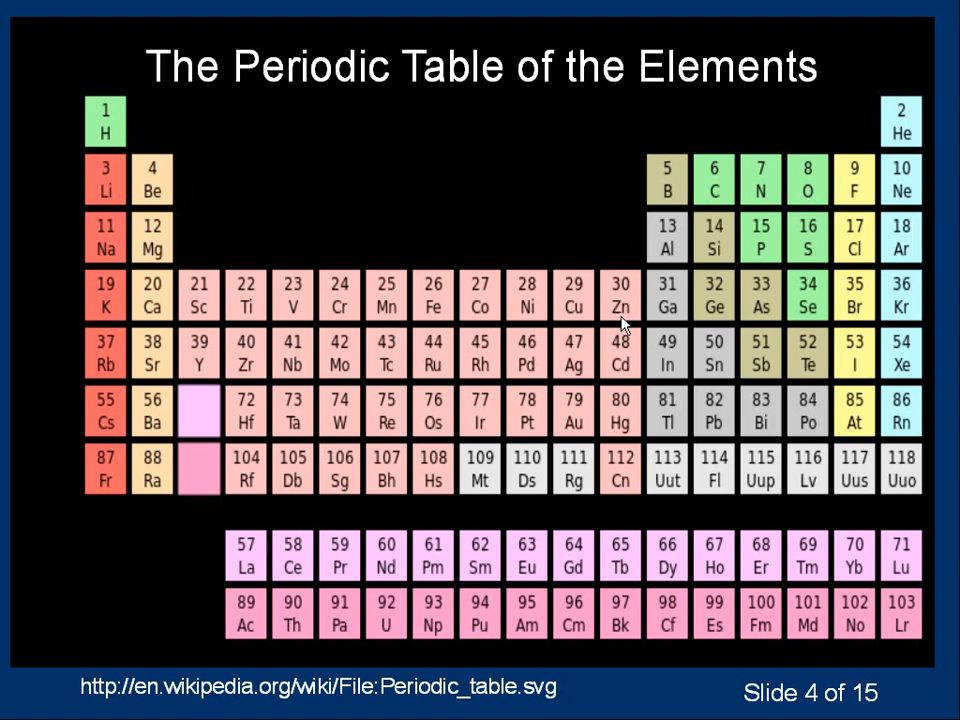 The Periodic Table of the Elements
1 2
H He
3 4 5 6 7 8 9 10
Li Be B C N O F Ne
11 12 13 14 15 16 17 18
Na Mg Al Si P S Cl Ar
19 20 21 22 23 24 25 26 27 28 29 30 31 32 33 34 35 36
K Ca Sc Ti V Cr Mn Fe Co Ni Cu Zn Ga Ge As Se Br Kr
37 38 39 40 41 42 43 44 45 46 47 48 49 50 51 52 53 54
Rb Sr Y Zr Nb Mo Tc Ru Rh Pd Ag Cd In Sn Sb Te I Xe
55 56 72 73 74 75 76 77 78 79 80 81 82 83 84 85 86
Cs Ba Hf Ta W Re Os Ir Pt Au Hg Tl Pb Bi Po At Rn
87 88 104 105 106 107 108 109 110 111 112 113 114 115 116 117 118
Fr Ra Rf Db Sg Bh Hs Mt Ds Rg Cn Uut Fl Uup Lv Uus Uuo
57 58 59 60 61 62 63 64 65 66 67 68 69 70 71
La Ce Pr Nd Pm Sm Eu Gd Tb Dy Ho Er Tm Yb Lu
89 90 91 92 93 94 95 96 97 98 99 100 101 102 103
Ac Th Pa U Np Pu Am Cm Bk Cf Es Fm Md No Lr
http://en.wikipedia.org/wiki/File:Periodic_table.svg
Slide 4 of 15